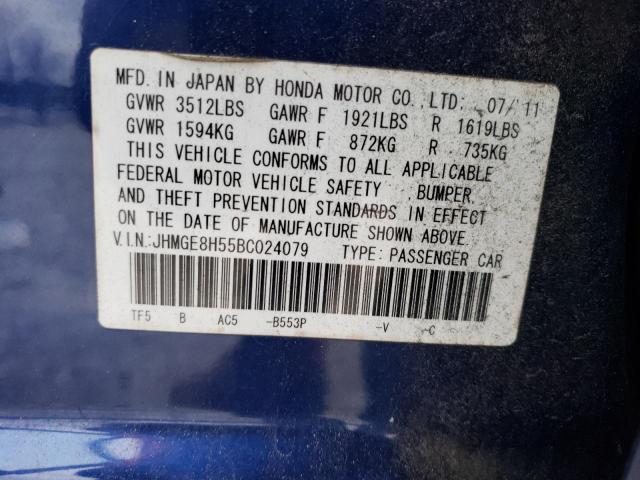 MFD. IN JAPAN BY HONDA MOTOR CO., LTD. 07/11
GVWR 3512LBS GAWR F 1921LBS R 1619LBS
GVWR 1594KG GAWR F 872KG R 735KG
THIS VEHICLE CONFORMS TO ALL APPLICABLE
FEDERAL MOTOR VEHICLE SAFETY, BUMPER,
AND THEFT PREVENTION STANDARDS IN EFFECT
ON THE DATE OF MANUFACTURE SHOWN ABOVE.
V.I.N.:JHMGE8H55BC024079 TYPE: PASSENGER CAR
TF5 B AC5 -B553P -V -C